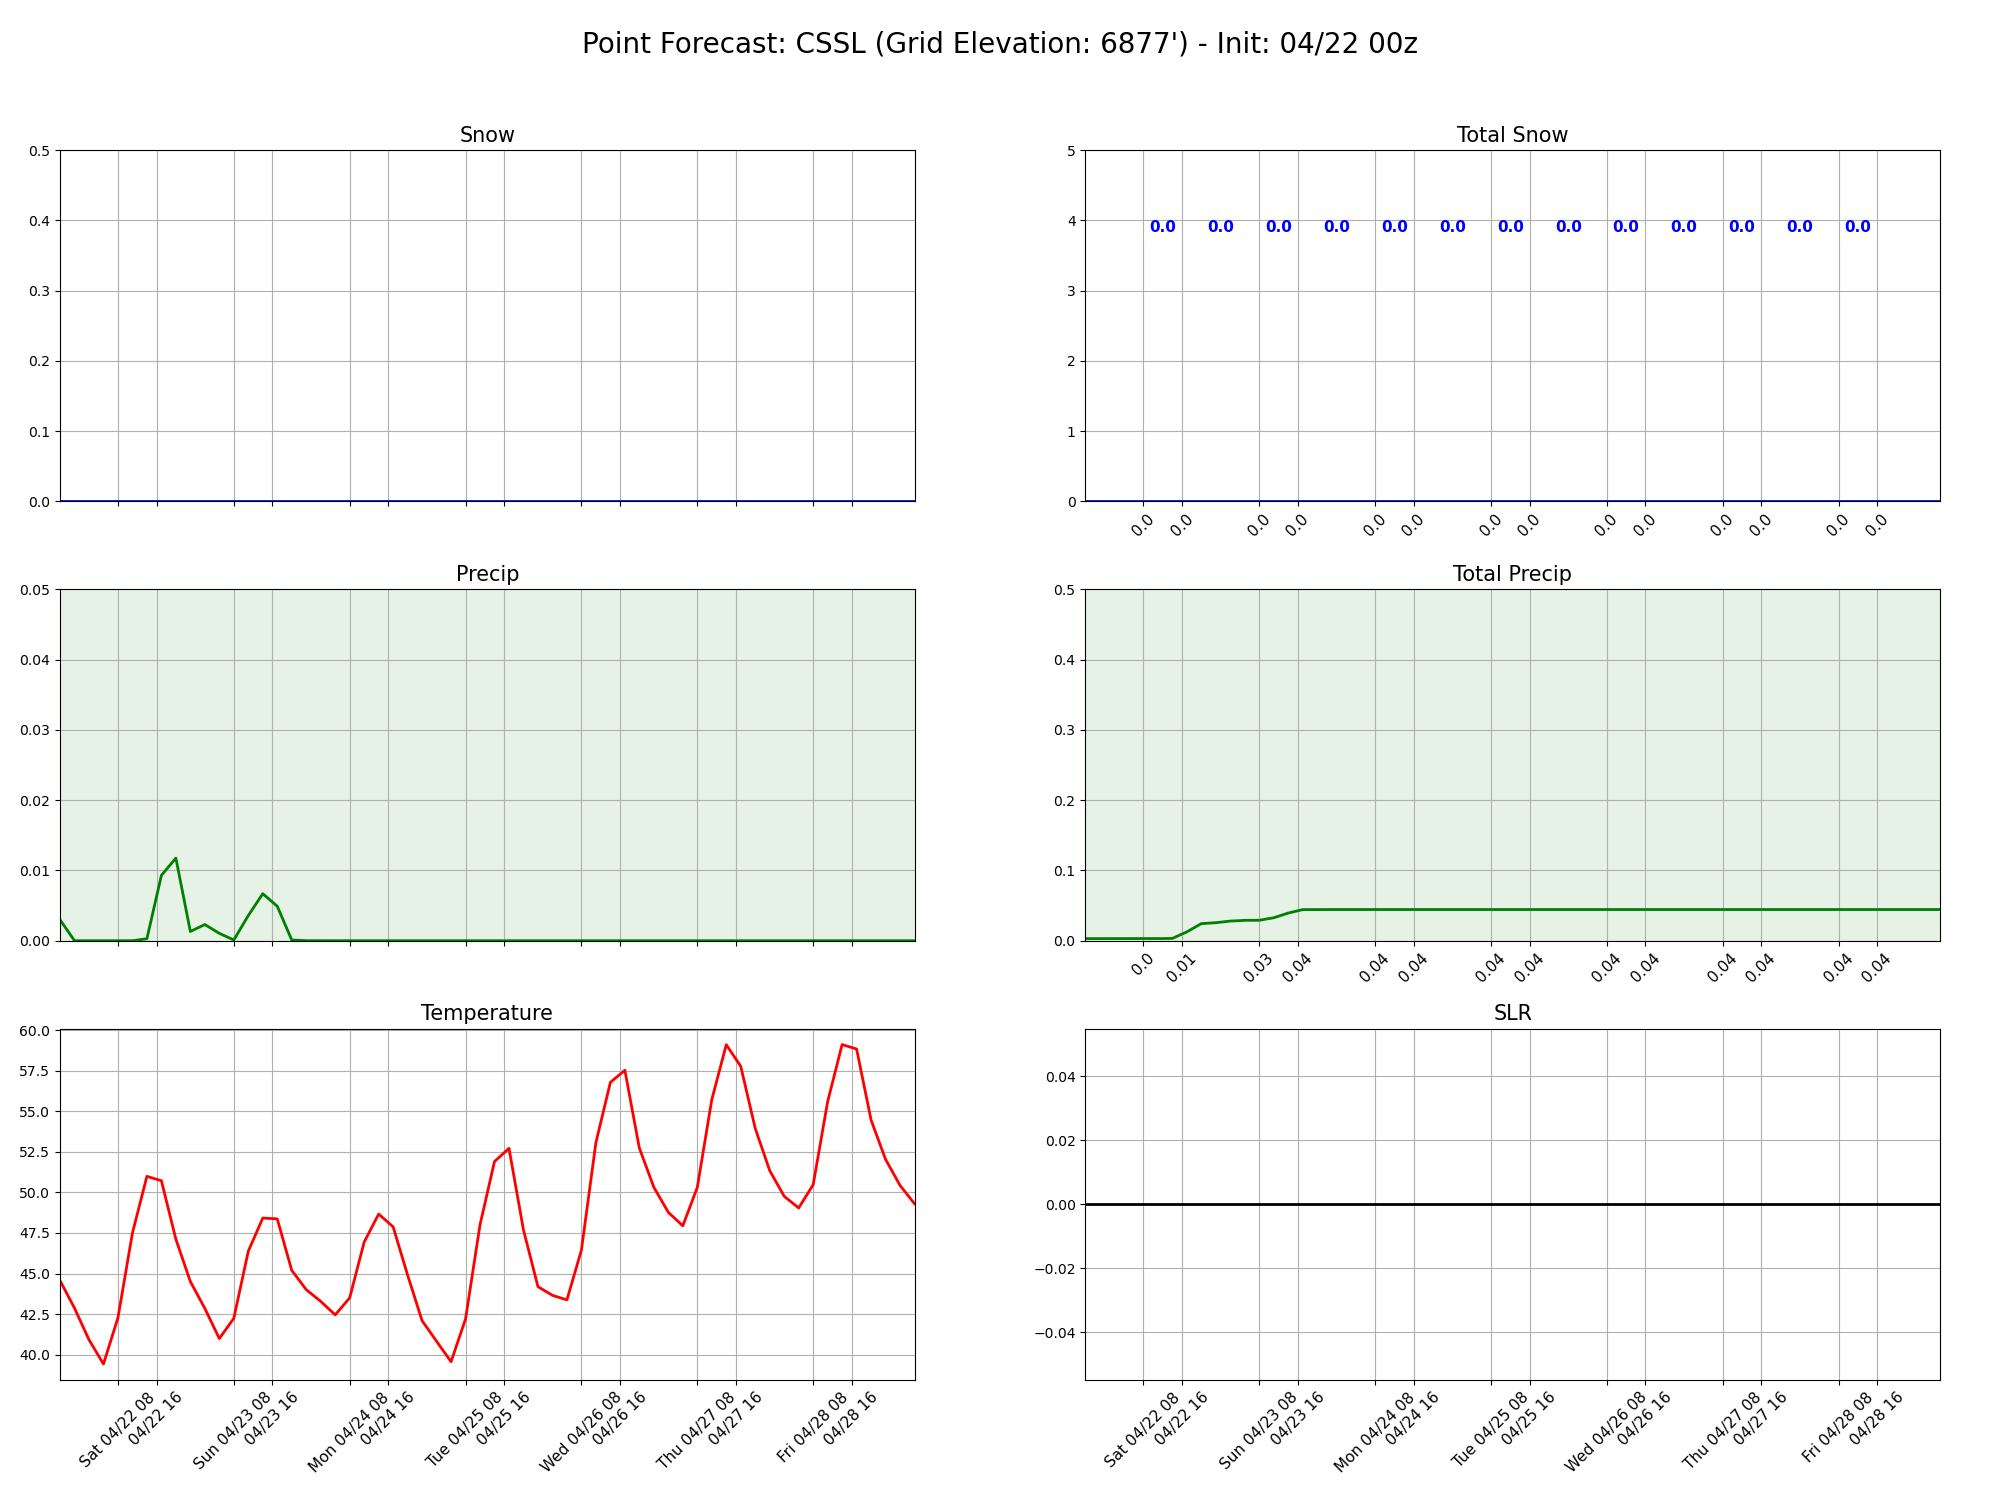 Point Forecast: CSSL (Grid Elevation: 6877') - Init: 04/22 00z
Snow
0.5
0.4
0.3
0.2
0.1
0.0
Total Snow
5
4
3
2
1
0
0.0 0.0 0.0 0.0 0.0 0.0 0.0 0.0 0.0 0.0 0.0 0.0 0.0
0.0 0.0 0.0 0.0 0.0 0.0 0.0 0.0 0.0 0.0 0.0 0.0 0.0 0.0
Precip
0.05
0.04
0.03
0.02
0.01
0.00
Total Precip
0.5
0.4
0.3
0.2
0.1
0.0
0.0 0.01 0.03 0.04 0.04 0.04 0.04 0.04 0.04 0.04 0.04 0.04 0.04 0.04
Temperature
60.0
57.5
55.0
52.5
50.0
47.5
45.0
42.5
40.0
Sat 04/22 08
04/22 16
Sun 04/23 08
04/23 16
Mon 04/24 08
04/24 16
Tue 04/25 08
04/25 16
Wed 04/26 08
04/26 16
Thu 04/27 08
04/27 16
Fri 04/28 08
04/28 16
SLR
0.04
0.02
0.00
−0.02
−0.04
Sat 04/22 08
04/22 16
Sun 04/23 08
04/23 16
Mon 04/24 08
04/24 16
Tue 04/25 08
04/25 16
Wed 04/26 08
04/26 16
Thu 04/27 08
04/27 16
Fri 04/28 08
04/28 16